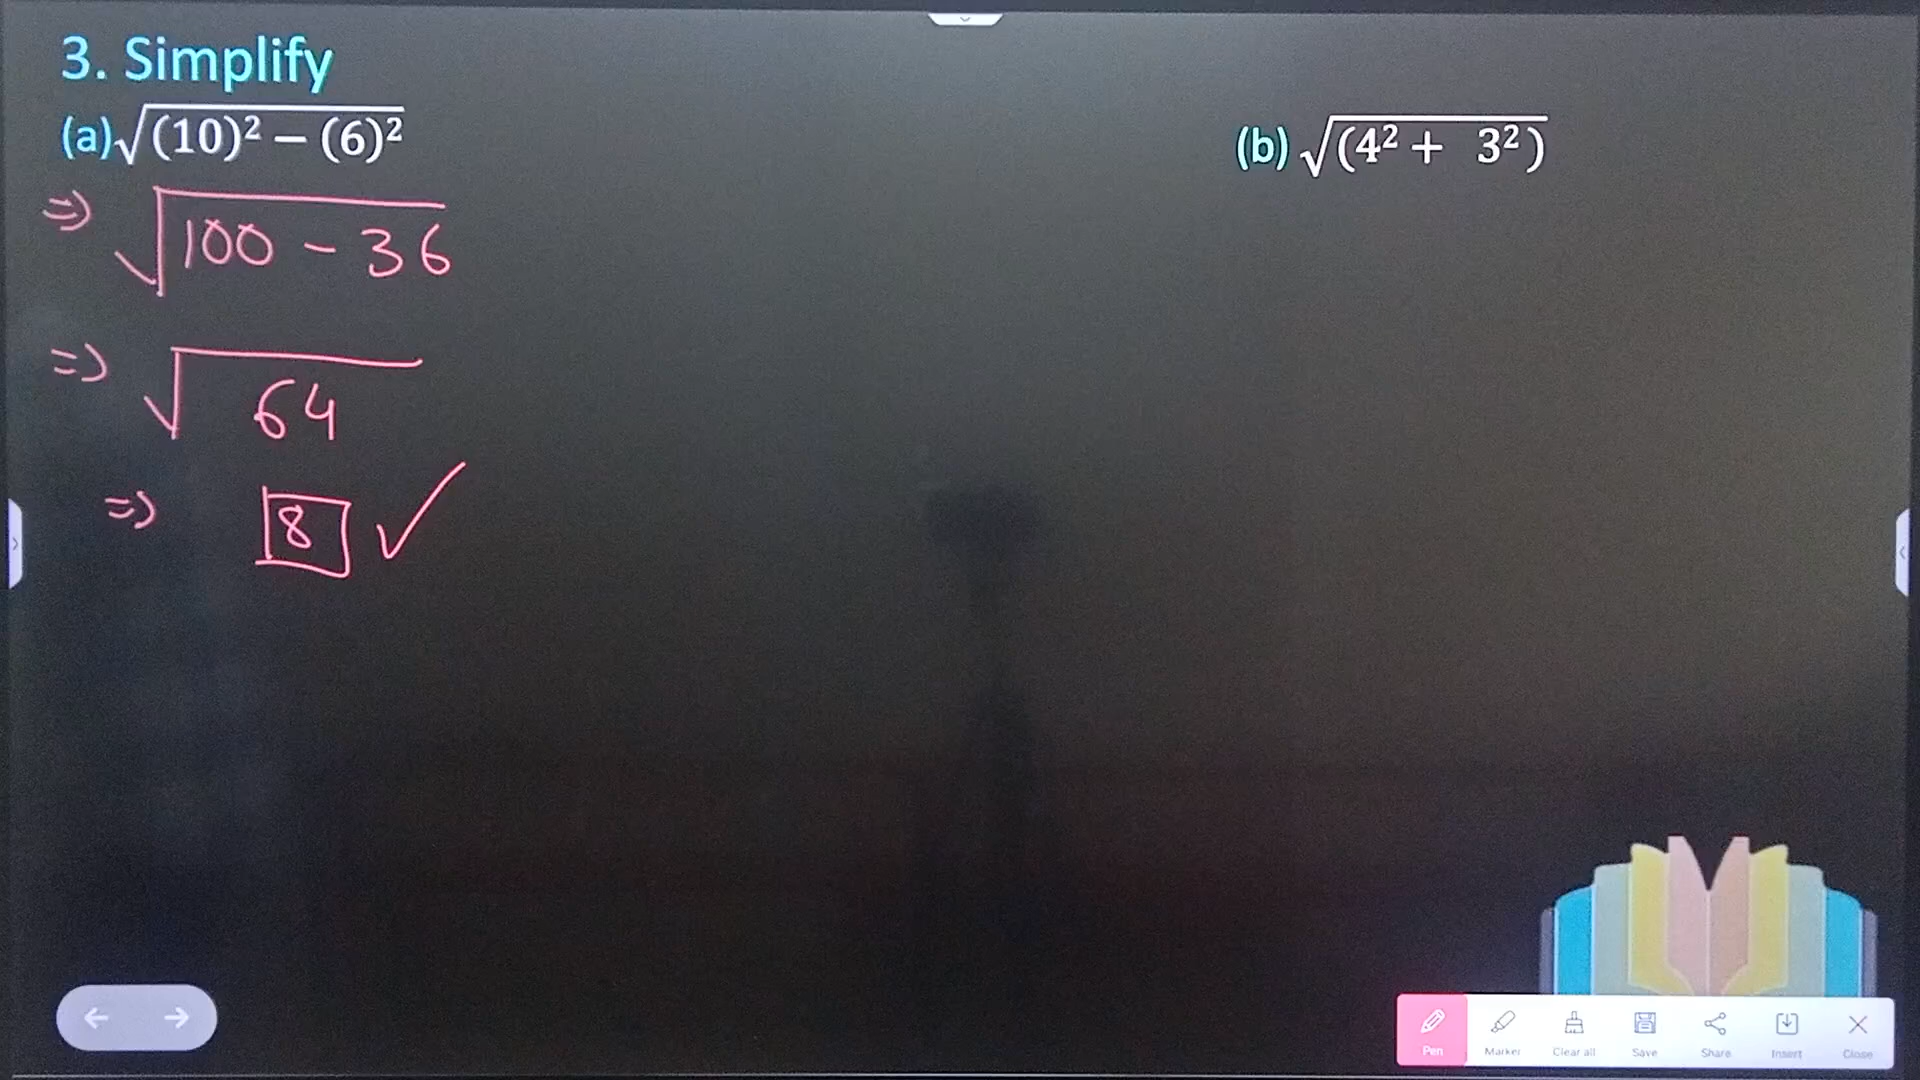 3. Simplify
(a)√(10)² − (6)²
⇒ √100 - 36
⇒ √64
⇒ 8 ✓
(b) √(4² + 3²)
Pen Marker Clear all Save Share Insert Close